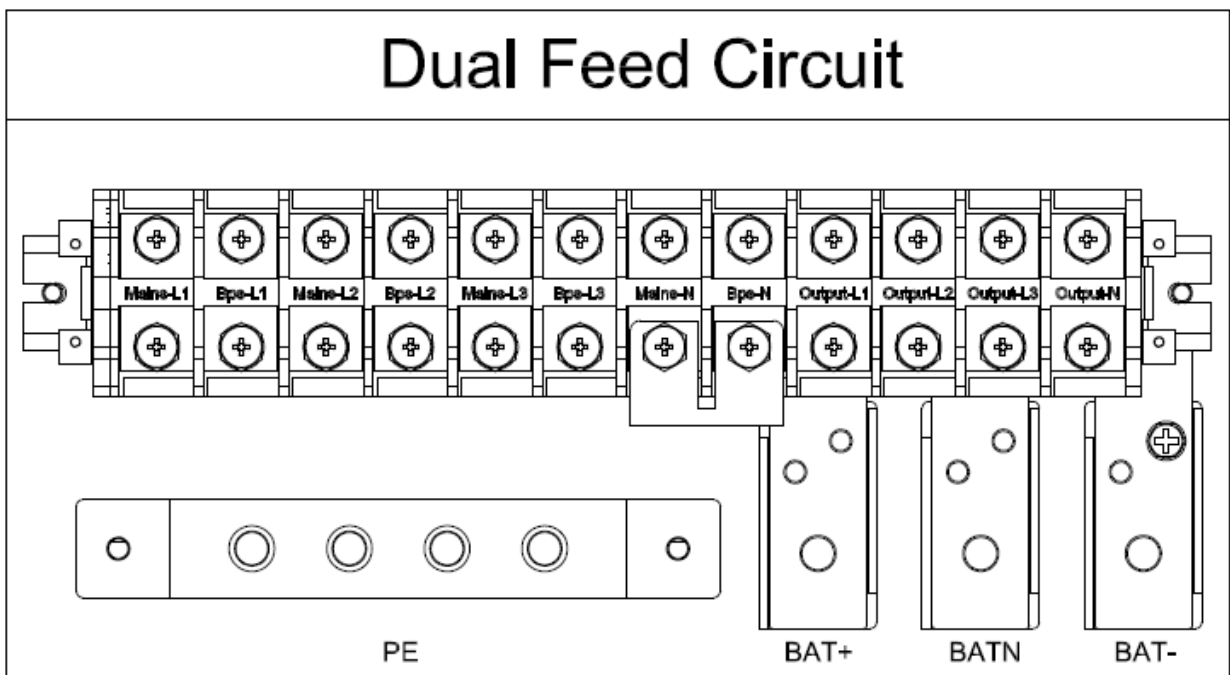 Dual Feed Circuit
Mains-L1 Bps-L1 Mains-L2 Bps-L2 Mains-L3 Bps-L3 Mains-N Bps-N Output-L1 Output-L2 Output-L3 Output-N
PE BAT+ BATN BAT-